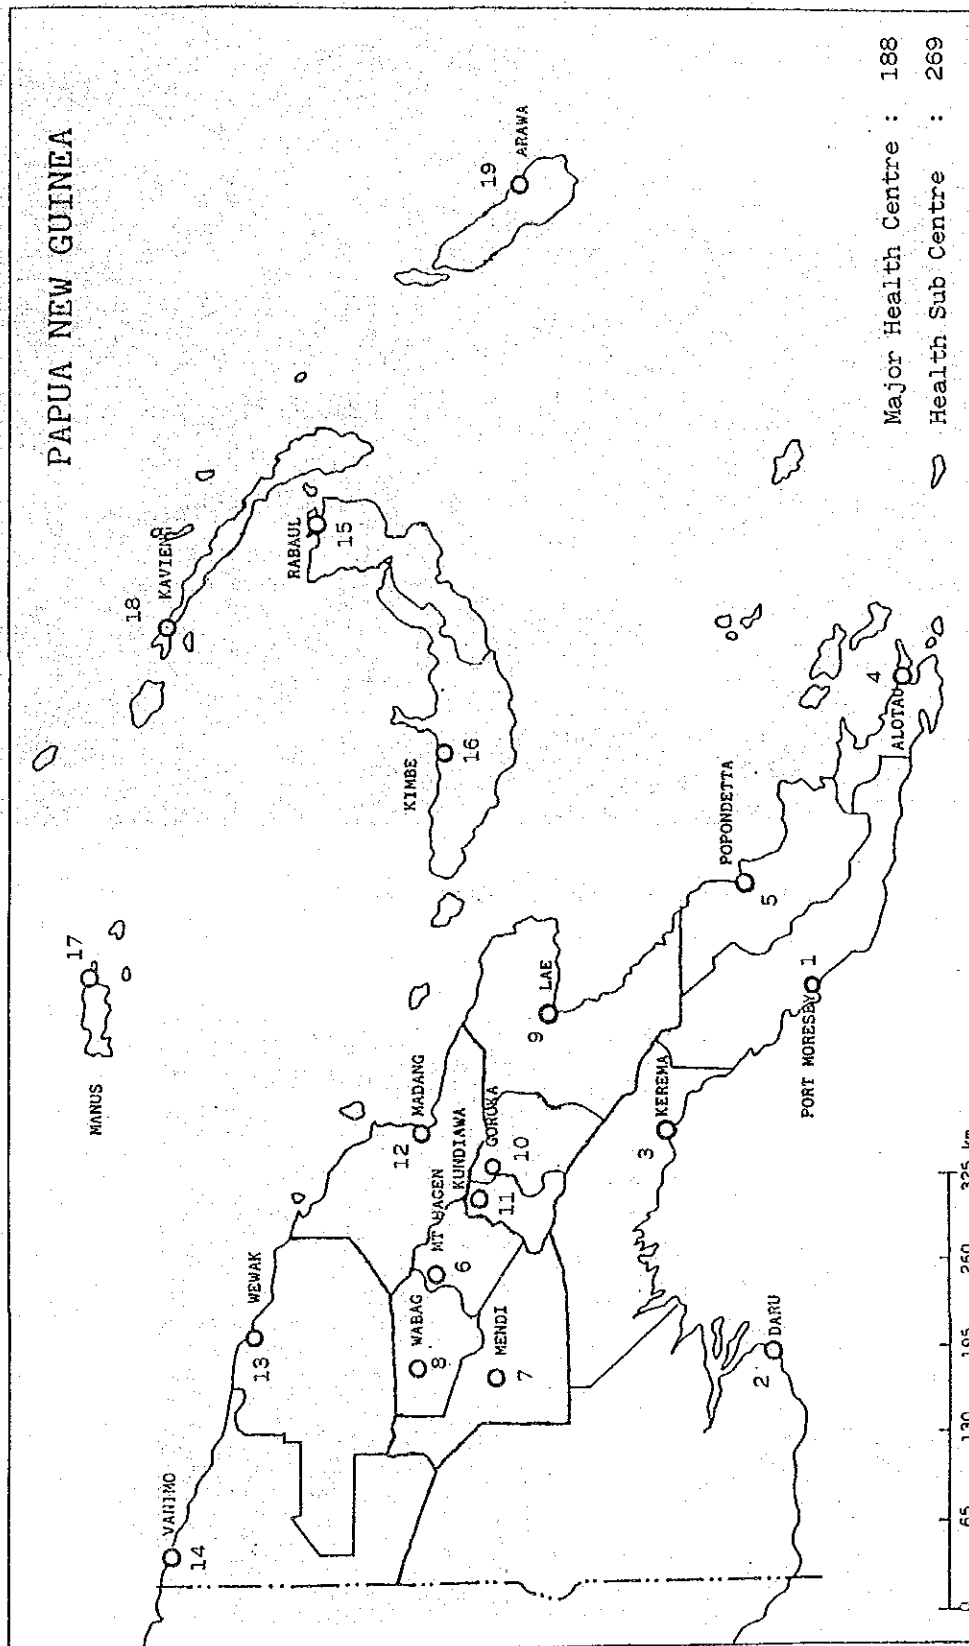 PAPUA NEW GUINEA
MANUS
17
18
KAVIENG
VANIMO
14
WEWAK
13
RABAUL
15
MADANG
12
KIMBE
16
19
ARAWA
WABAG
8
MT HAGEN
6
KUNDIAWA
11
GOROKA
10
MENDI
7
LAE
9
KEREMA
3
POPONDETTA
5
DARU
2
PORT MORESBY
1
ALOTAU
4
Major Health Centre : 188
Health Sub Centre : 269
0 65 130 195 260 325 km